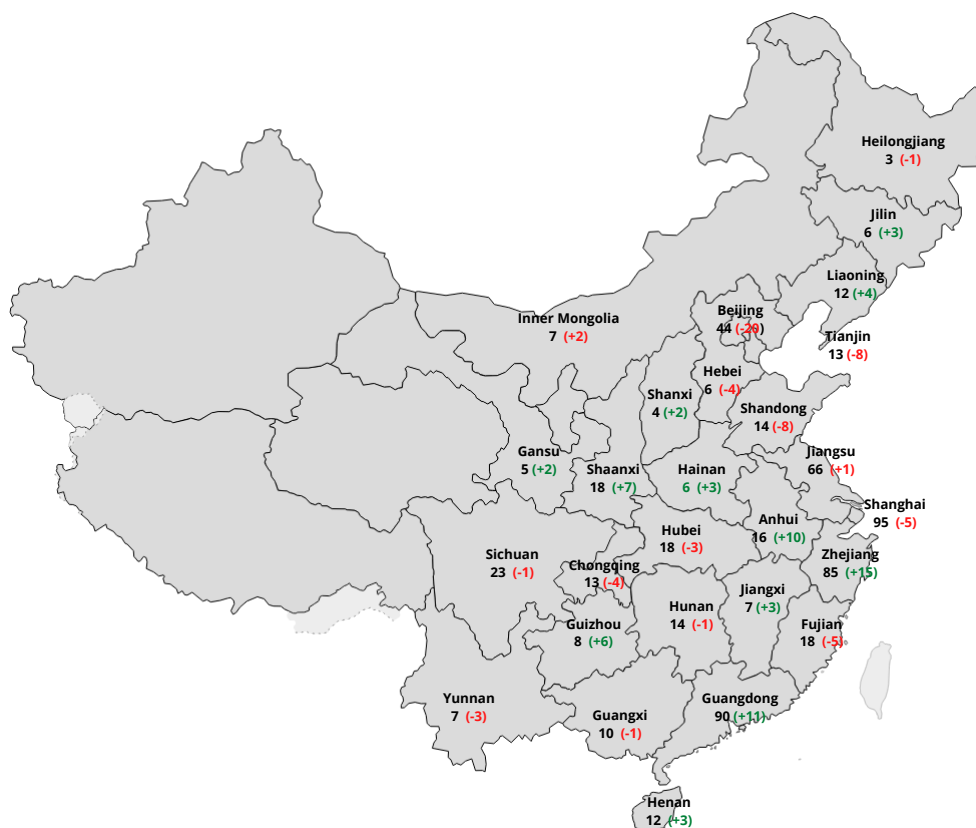 Heilongjiang
3 (-1)
Jilin
6 (+3)
Liaoning
12 (+4)
Beijing
44 (-20)
Inner Mongolia
7 (+2)
Tianjin
13 (-8)
Hebei
6 (-4)
Shanxi
4 (+2)
Shandong
14 (-8)
Gansu
5 (+2)
Shaanxi
18 (+7)
Hainan
6 (+3)
Jiangsu
66 (+1)
Shanghai
95 (-5)
Anhui
16 (+10)
Hubei
18 (-3)
Zhejiang
85 (+15)
Sichuan
23 (-1)
Chongqing
13 (-4)
Jiangxi
7 (+3)
Hunan
14 (-1)
Guizhou
8 (+6)
Fujian
18 (-5)
Yunnan
7 (-3)
Guangxi
10 (-1)
Guangdong
90 (+11)
Henan
12 (+3)